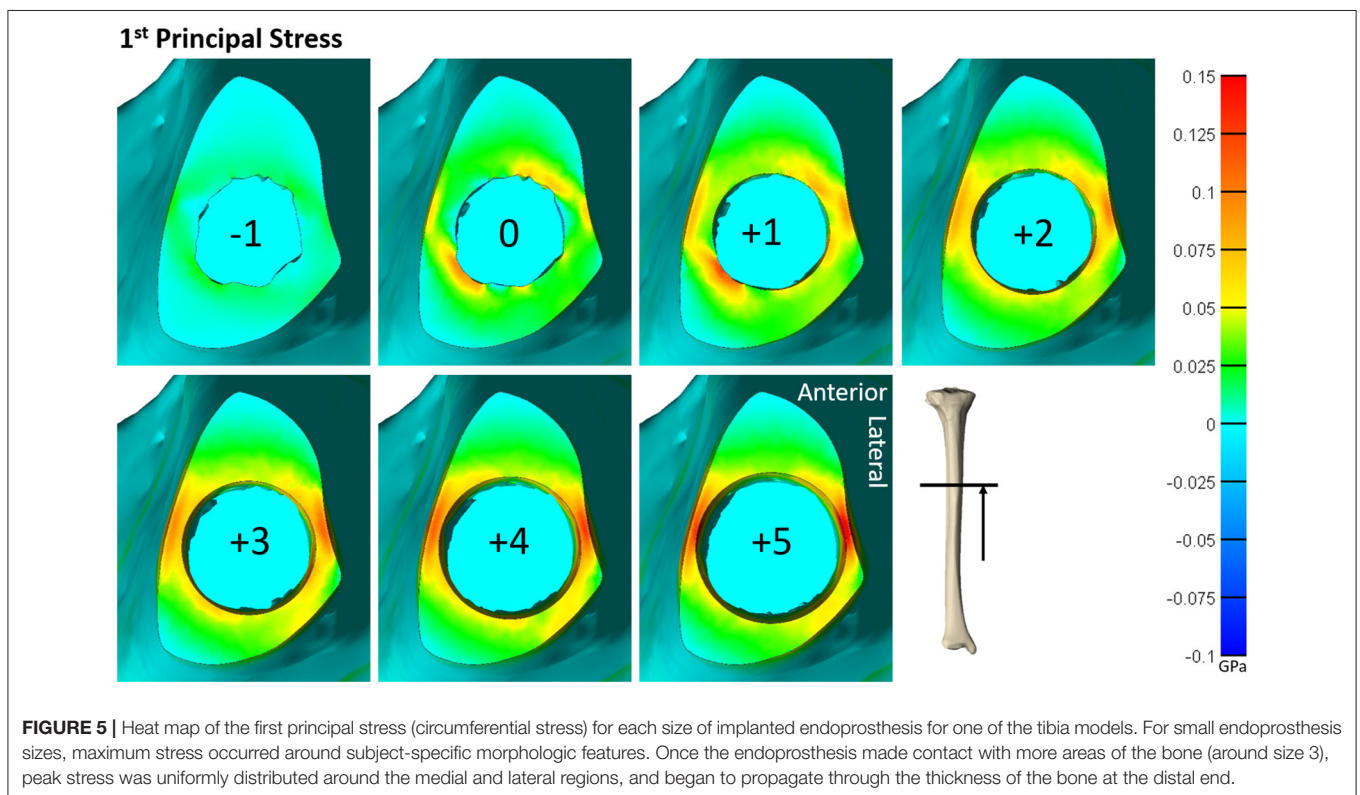 1st Principal Stress
-1
0
+1
+2
+3
+4
+5
Anterior
Lateral
0.15
0.125
0.1
0.075
0.05
0.025
0
-0.025
-0.05
-0.075
-0.1
GPa
FIGURE 5 | Heat map of the first principal stress (circumferential stress) for each size of implanted endoprosthesis for one of the tibia models. For small endoprosthesis
sizes, maximum stress occurred around subject-specific morphologic features. Once the endoprosthesis made contact with more areas of the bone (around size 3),
peak stress was uniformly distributed around the medial and lateral regions, and began to propagate through the thickness of the bone at the distal end.